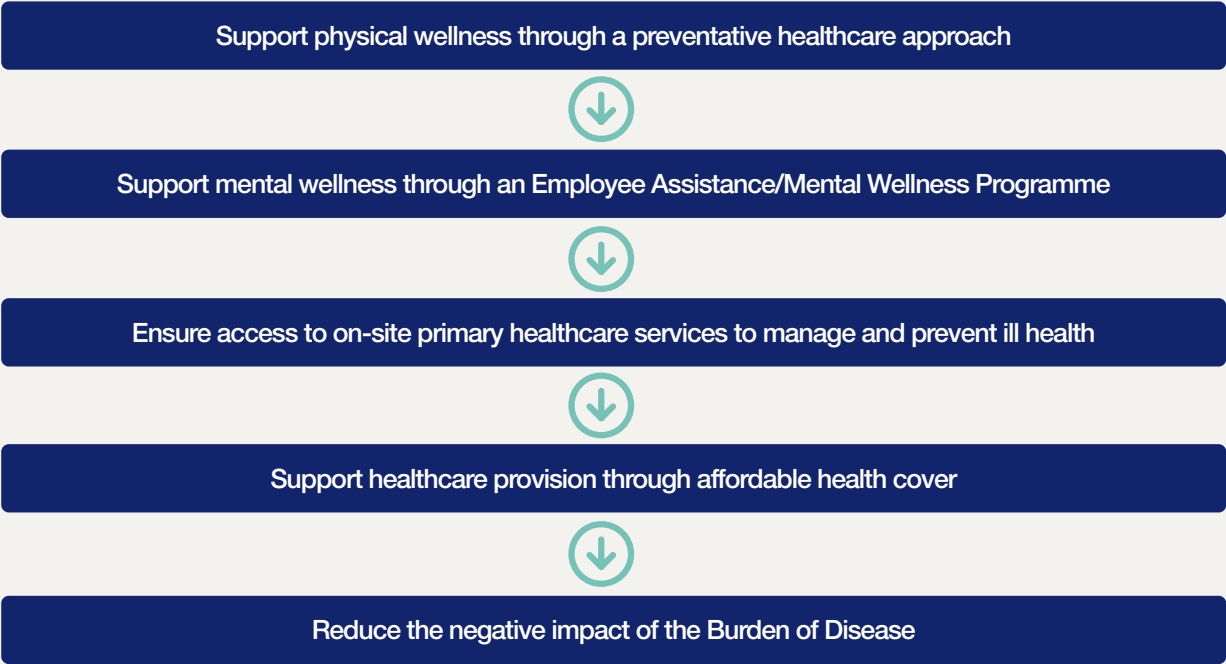 Support physical wellness through a preventative healthcare approach
Support mental wellness through an Employee Assistance/Mental Wellness Programme
Ensure access to on-site primary healthcare services to manage and prevent ill health
Support healthcare provision through affordable health cover
Reduce the negative impact of the Burden of Disease